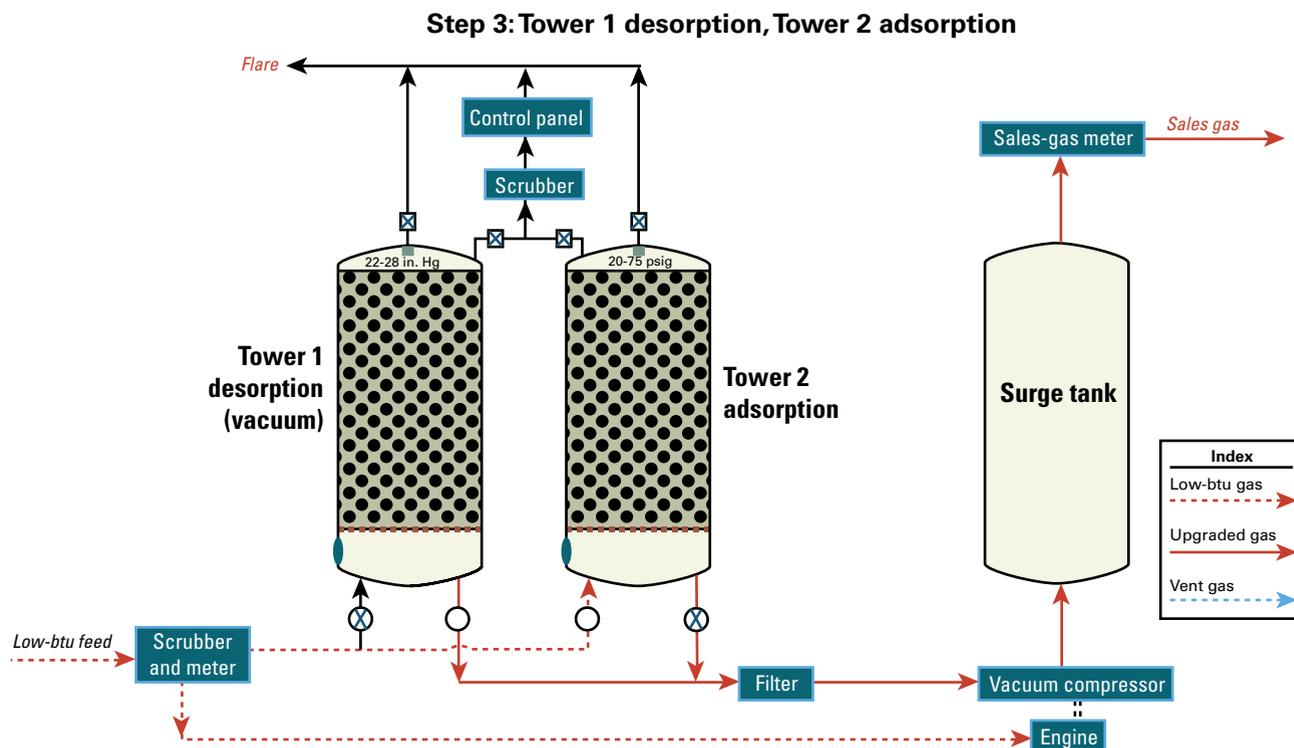 Step 3: Tower 1 desorption, Tower 2 adsorption
Flare
Control panel
Scrubber
Sales-gas meter
Sales gas
22-28 in. Hg
20-75 psig
Tower 1
desorption
(vacuum)
Tower 2
adsorption
Surge tank
Index
Low-btu gas
Upgraded gas
Vent gas
Low-btu feed
Scrubber
and meter
Filter
Vacuum compressor
Engine